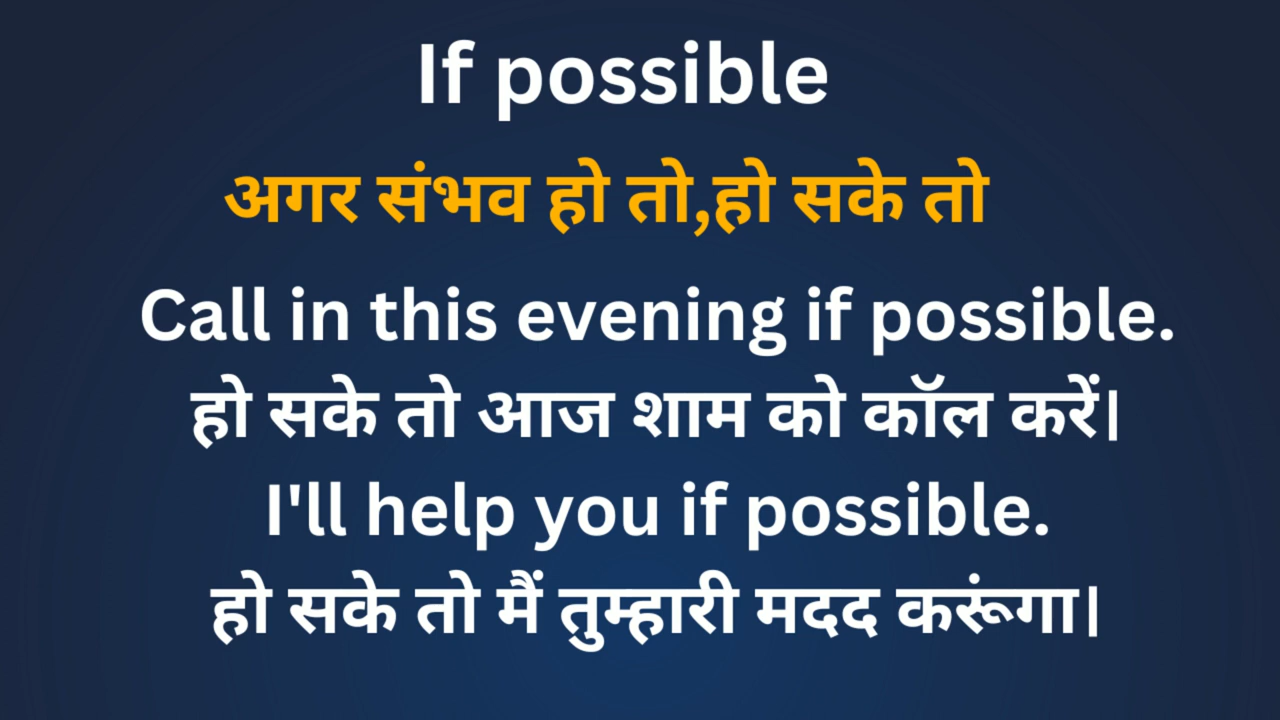 If possible
अगर संभव हो तो,हो सके तो
Call in this evening if possible.
हो सके तो आज शाम को कॉल करें|
I'll help you if possible.
हो सके तो मैं तुम्हारी मदद करूंगा|